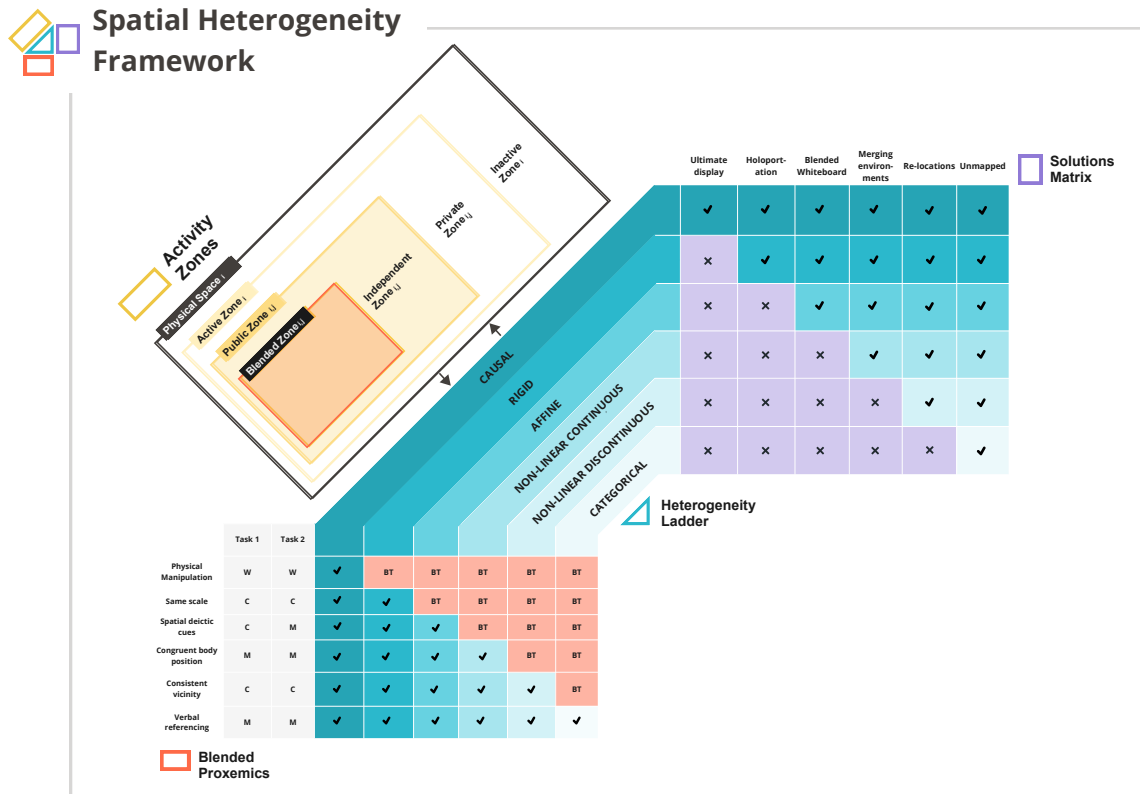 Spatial Heterogeneity
Framework
Activity
Zones
Physical Space i
Active Zone i
Public Zone i,j
Blended Zone i,j
Independent
Zone i,j
Private
Zone i,j
Inactive
Zone i
Ultimate
display
Holoport-
ation
Blended
Whiteboard
Merging
environ-
ments
Re-locations
Unmapped
Solutions
Matrix
✔ ✔ ✔ ✔ ✔ ✔
✕ ✔ ✔ ✔ ✔ ✔
✕ ✕ ✔ ✔ ✔ ✔
✕ ✕ ✕ ✔ ✔ ✔
✕ ✕ ✕ ✕ ✔ ✔
✕ ✕ ✕ ✕ ✕ ✔
CAUSAL
RIGID
AFFINE
NON-LINEAR CONTINUOUS
NON-LINEAR DISCONTINUOUS
CATEGORICAL
Heterogeneity
Ladder
Task 1 Task 2
Physical
Manipulation
W W ✔ BT BT BT BT BT
Same scale C C ✔ ✔ BT BT BT BT
Spatial deictic
cues
C M ✔ ✔ ✔ BT BT BT
Congruent body
position
M M ✔ ✔ ✔ ✔ BT BT
Consistent
vicinity
C C ✔ ✔ ✔ ✔ ✔ BT
Verbal
referencing
M M ✔ ✔ ✔ ✔ ✔ ✔
Blended
Proxemics